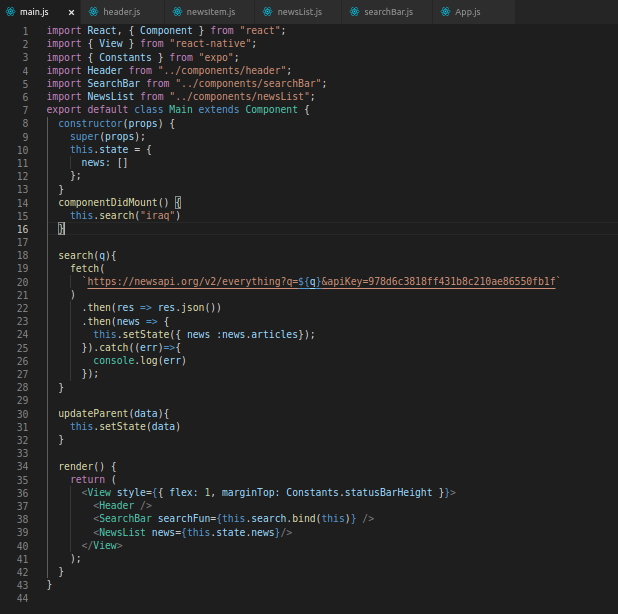 main.js × header.js newsItem.js newsList.js searchBar.js App.js
1 import React, { Component } from "react";
2 import { View } from "react-native";
3 import { Constants } from "expo";
4 import Header from "../components/header";
5 import SearchBar from "../components/searchBar";
6 import NewsList from "../components/newsList";
7 export default class Main extends Component {
8   constructor(props) {
9     super(props);
10     this.state = {
11       news: []
12     };
13   }
14   componentDidMount() {
15     this.search("iraq")
16   }
17
18   search(q){
19     fetch(
20       `https://newsapi.org/v2/everything?q=${q}&apiKey=978d6c3818ff431b8c210ae86550fb1f`
21     )
22       .then(res => res.json())
23       .then(news => {
24         this.setState({ news :news.articles});
25       }).catch((err)=>{
26         console.log(err)
27       });
28   }
29
30   updateParent(data){
31     this.setState(data)
32   }
33
34   render() {
35     return (
36       <View style={{ flex: 1, marginTop: Constants.statusBarHeight }}>
37         <Header />
38         <SearchBar searchFun={this.search.bind(this)} />
39         <NewsList news={this.state.news}/>
40       </View>
41     );
42   }
43 }
44